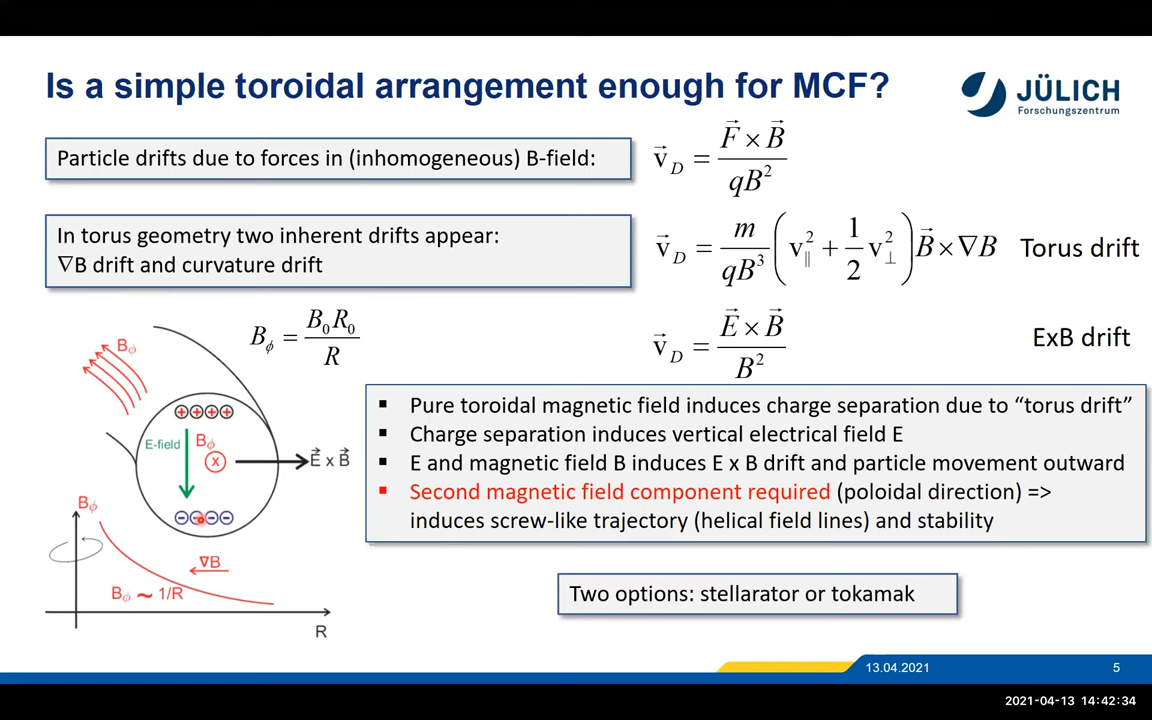 Is a simple toroidal arrangement enough for MCF?
JÜLICH
Forschungszentrum
Particle drifts due to forces in (inhomogeneous) B-field:
v⃗_D = (F⃗ × B⃗) / (qB²)
In torus geometry two inherent drifts appear:
∇B drift and curvature drift
v⃗_D = m/(qB³) (v∥² + 1/2 v⊥²) B⃗ × ∇B Torus drift
B_ϕ = B₀R₀ / R
v⃗_D = (E⃗ × B⃗) / B² ExB drift
B_ϕ
+ + + +
E-field
B_ϕ
x
E⃗ x B⃗
− − − −
B_ϕ
∇B
B_ϕ ~ 1/R
R
▪ Pure toroidal magnetic field induces charge separation due to “torus drift”
▪ Charge separation induces vertical electrical field E
▪ E and magnetic field B induces E x B drift and particle movement outward
▪ Second magnetic field component required (poloidal direction) =>
induces screw-like trajectory (helical field lines) and stability
Two options: stellarator or tokamak
13.04.2021 5
2021-04-13 14:42:34